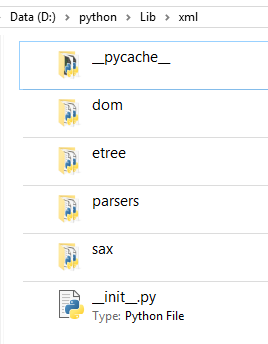 Data (D:) > python > Lib > xml
__pycache__
dom
etree
parsers
sax
__init__.py
Type: Python File